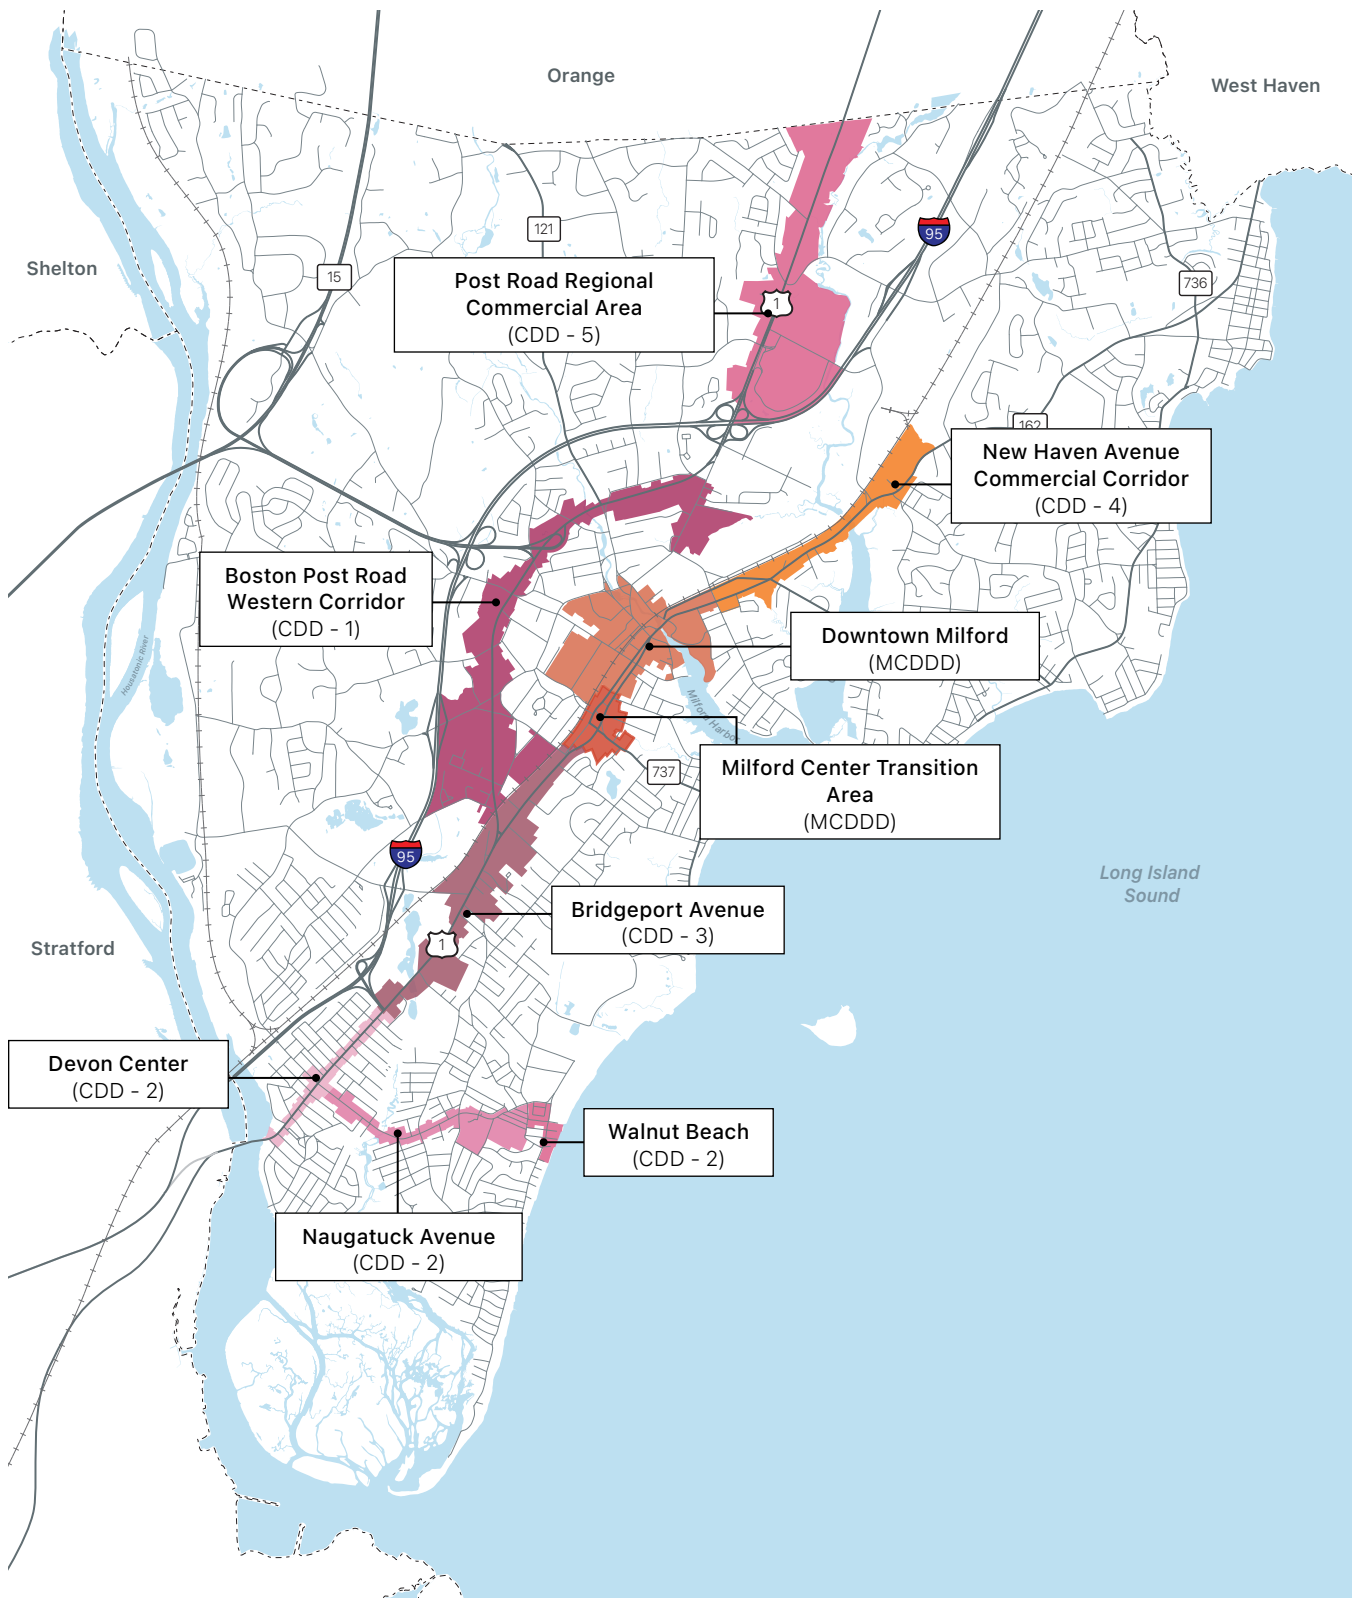 Orange
West Haven
121
95
Shelton
15
736
Post Road Regional
Commercial Area
(CDD - 5)
1
162
New Haven Avenue
Commercial Corridor
(CDD - 4)
Boston Post Road
Western Corridor
(CDD - 1)
Downtown Milford
(MCDDD)
Housatonic River
Milford Harbor
737
Milford Center Transition
Area
(MCDDD)
95
Long Island
Sound
Bridgeport Avenue
(CDD - 3)
Stratford
1
Devon Center
(CDD - 2)
Walnut Beach
(CDD - 2)
Naugatuck Avenue
(CDD - 2)